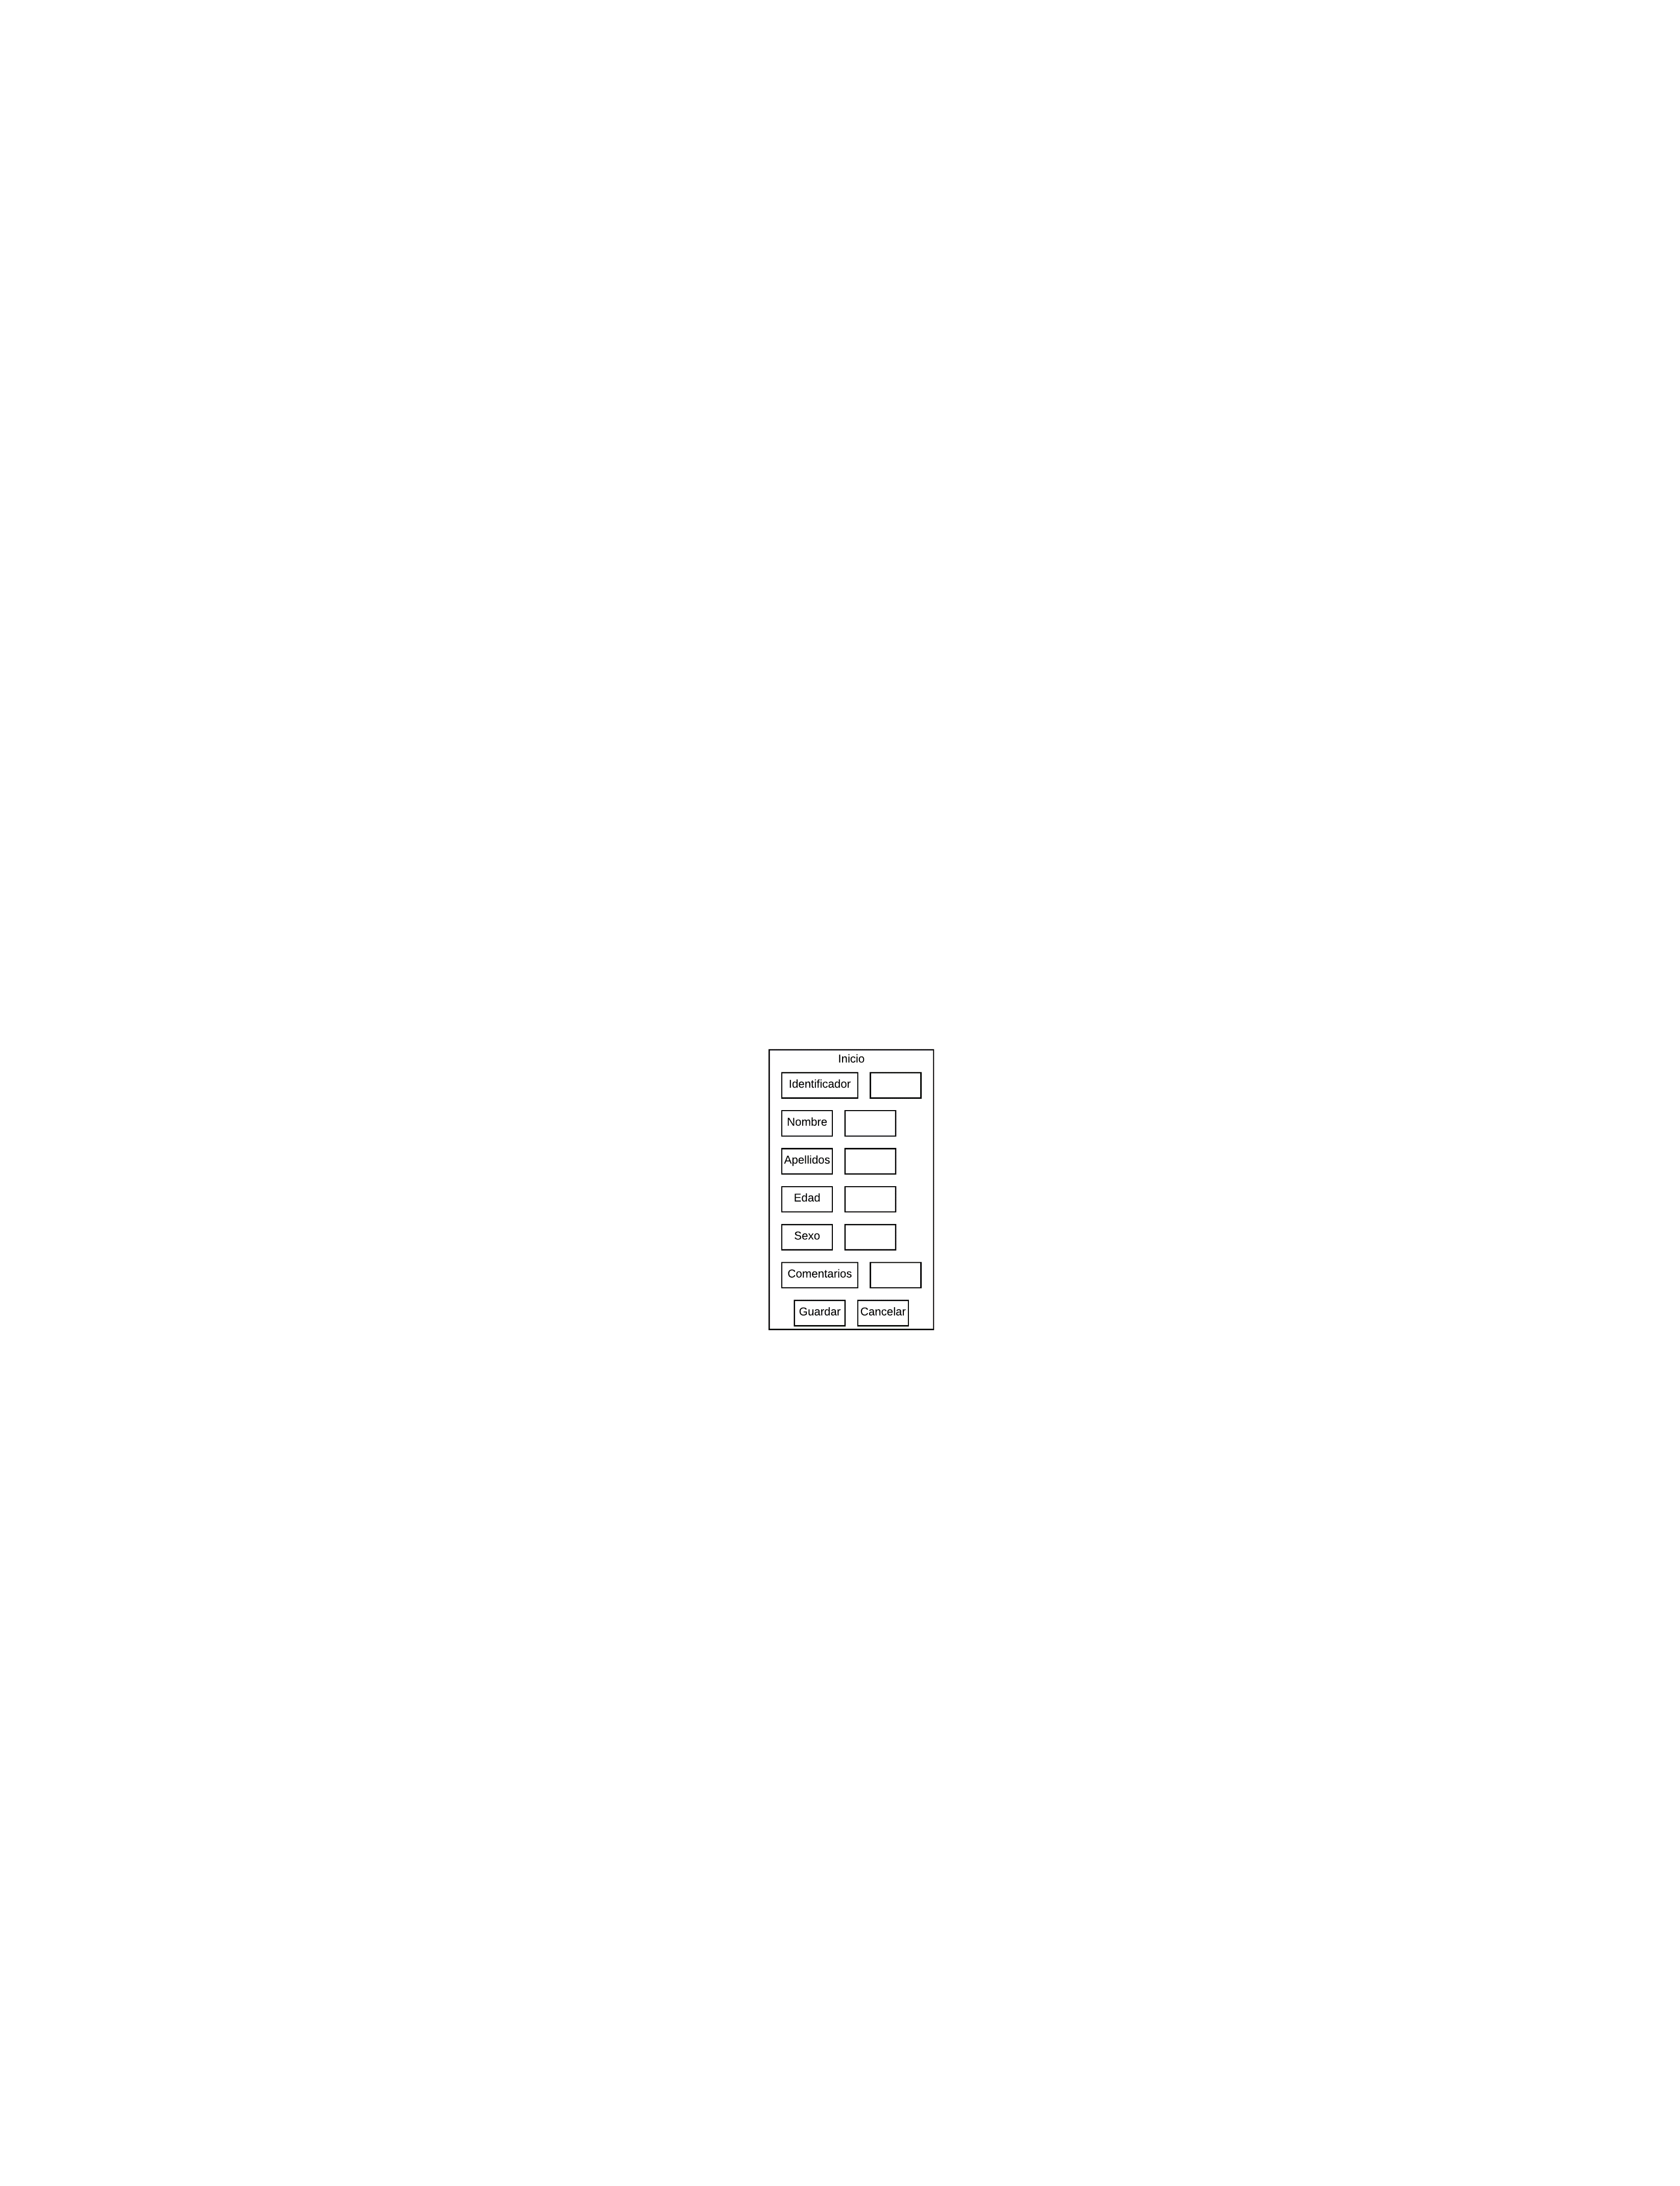 Inicio
Identificador
Nombre
Apellidos
Edad
Sexo
Comentarios
Guardar Cancelar